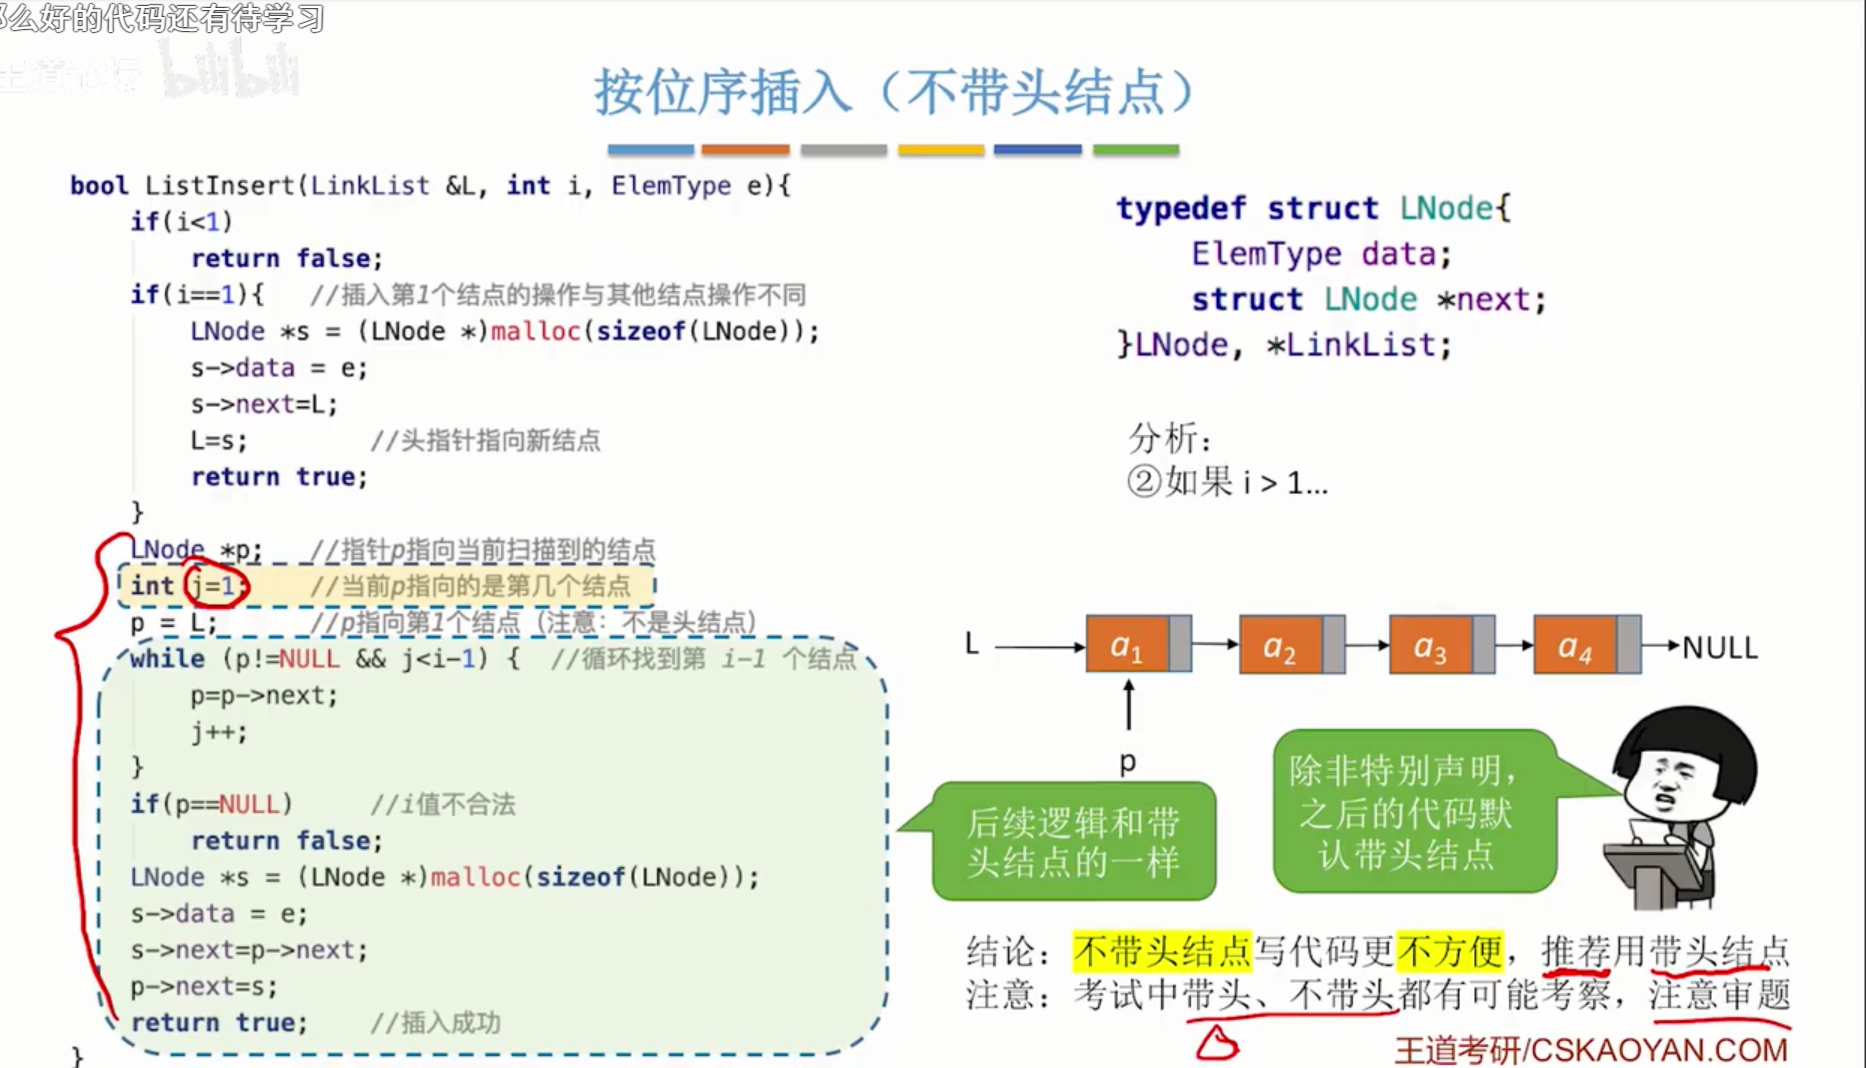 那么好的代码还有待学习
王道论坛 bilibili
按位序插入（不带头结点）
bool ListInsert(LinkList &L, int i, ElemType e){
if(i<1)
return false;
if(i==1){ //插入第1个结点的操作与其他结点操作不同
LNode *s = (LNode *)malloc(sizeof(LNode));
s->data = e;
s->next=L;
L=s; //头指针指向新结点
return true;
}
LNode *p; //指针p指向当前扫描到的结点
int j=1; //当前p指向的是第几个结点
p = L; //p指向第1个结点（注意：不是头结点）
while (p!=NULL && j<i-1) { //循环找到第 i-1 个结点
p=p->next;
j++;
}
if(p==NULL) //i值不合法
return false;
LNode *s = (LNode *)malloc(sizeof(LNode));
s->data = e;
s->next=p->next;
p->next=s;
return true; //插入成功
}
typedef struct LNode{
ElemType data;
struct LNode *next;
}LNode, *LinkList;
分析：
②如果 i > 1…
L a1 a2 a3 a4 NULL
p
后续逻辑和带
头结点的一样
除非特别声明，
之后的代码默
认带头结点
结论：不带头结点写代码更不方便，推荐用带头结点
注意：考试中带头、不带头都有可能考察，注意审题
王道考研/CSKAOYAN.COM